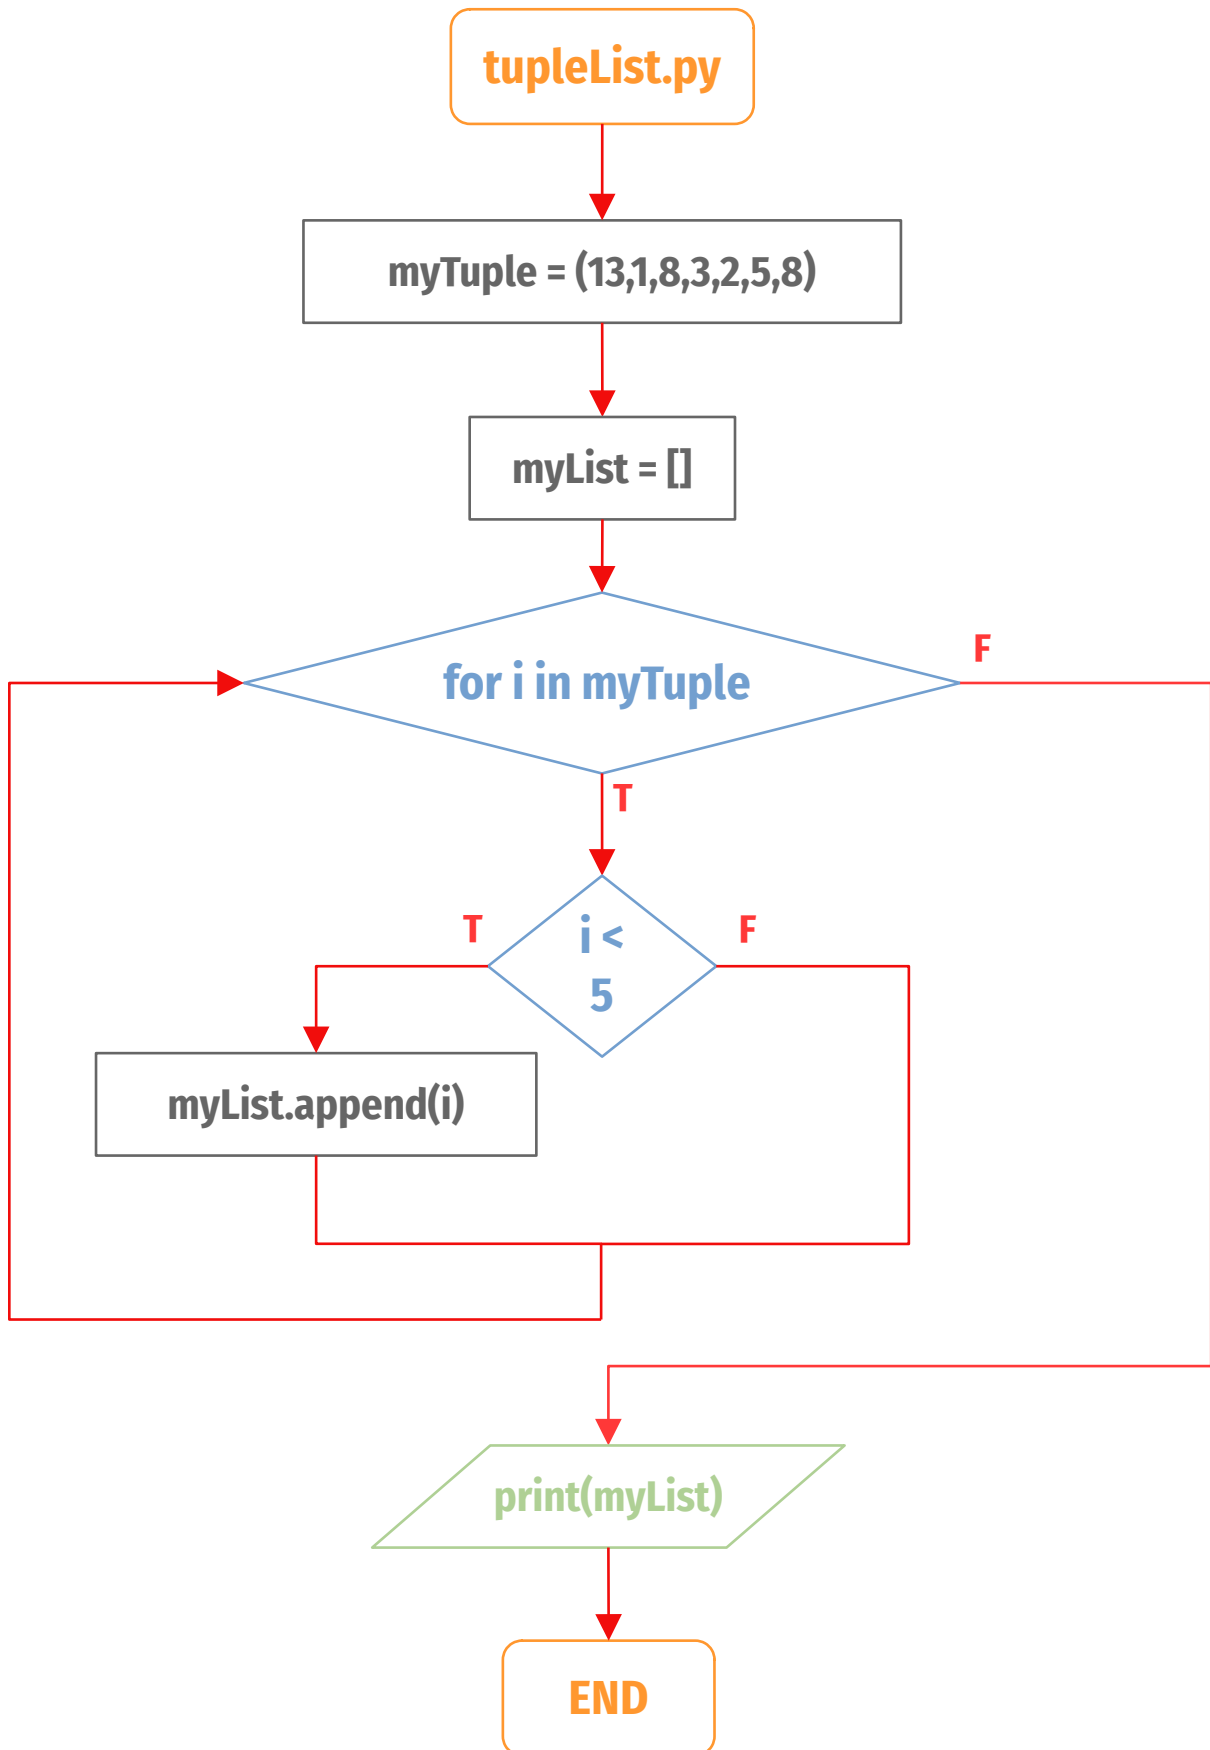 tupleList.py
myTuple = (13,1,8,3,2,5,8)
myList = []
for i in myTuple
F
T
T
i <
5
F
myList.append(i)
print(myList)
END